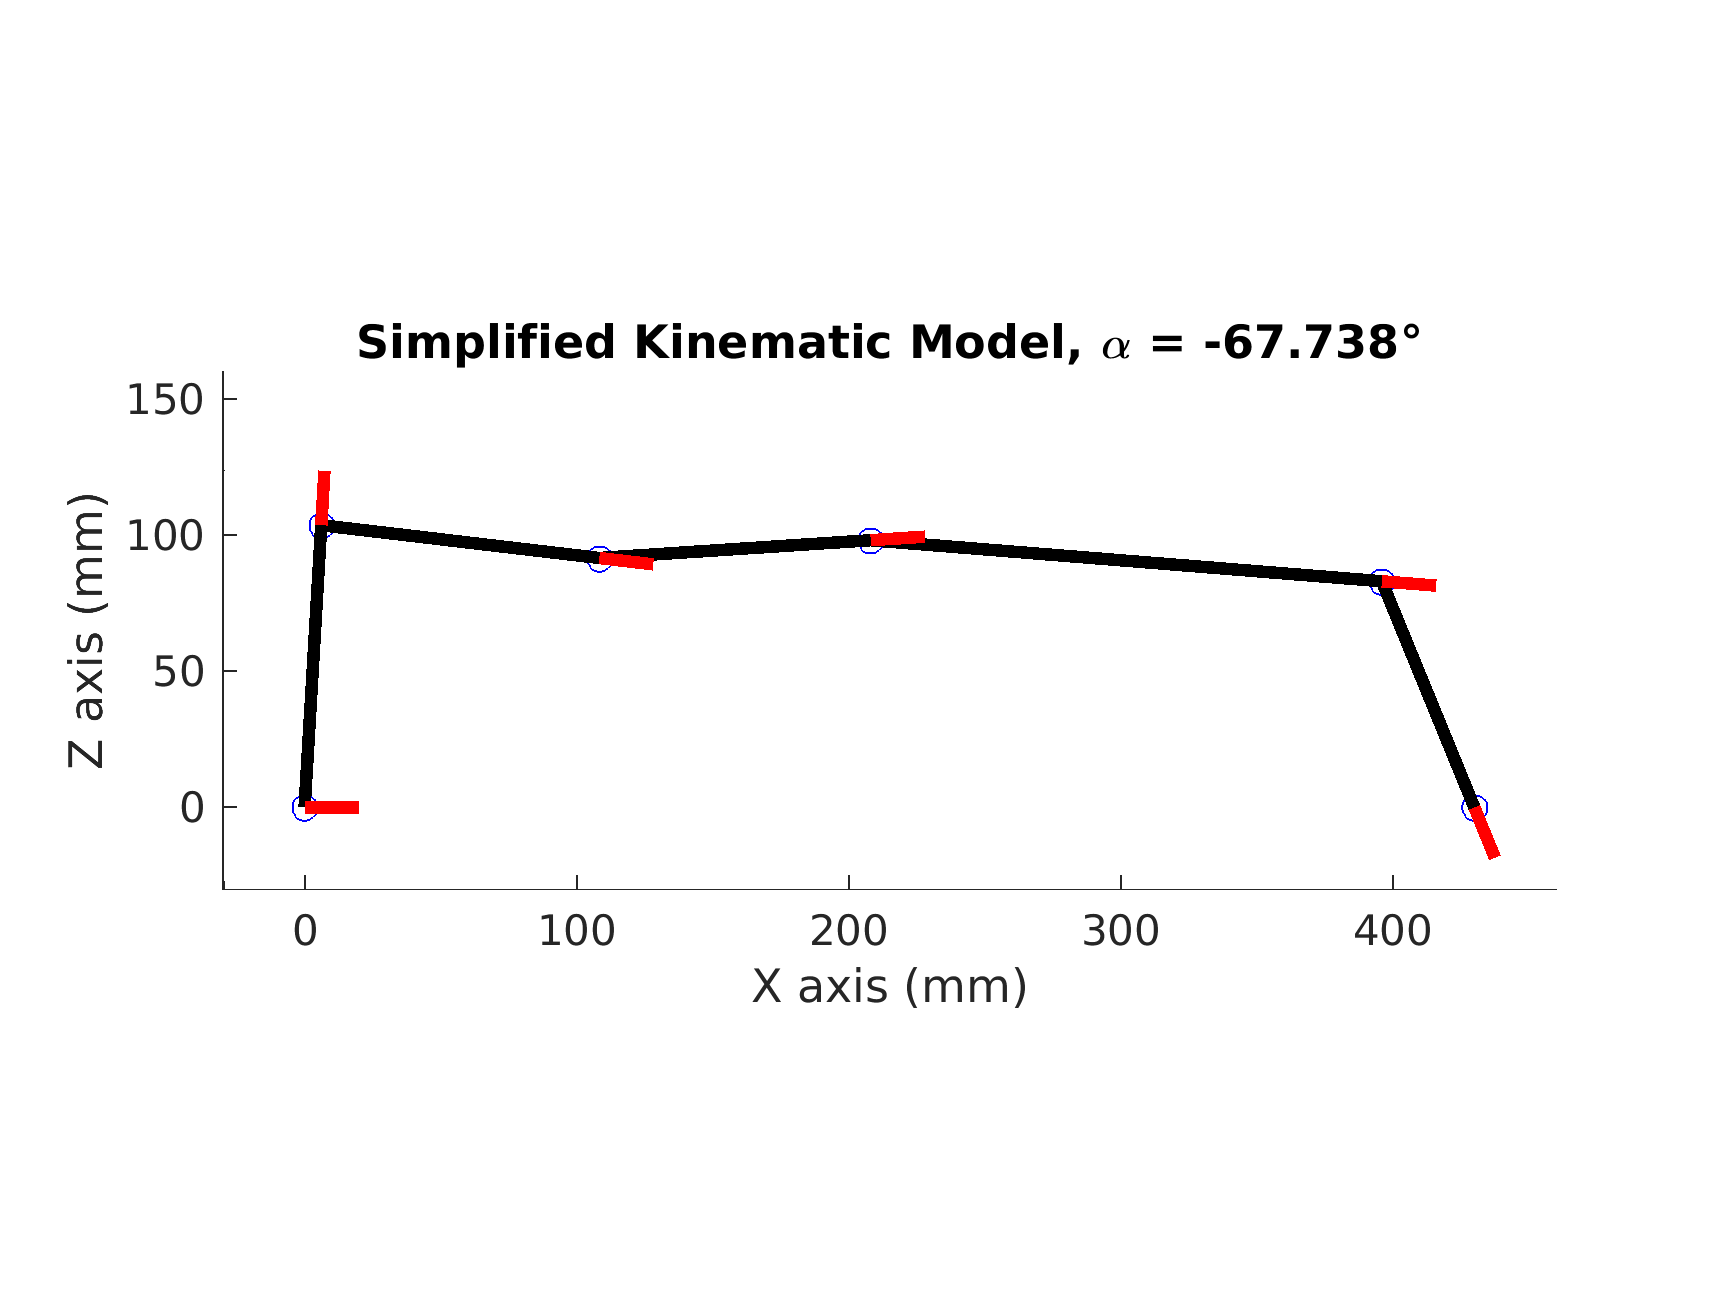 Simplified Kinematic Model, α = -67.738°
150
100
50
0
Z axis (mm)
0 100 200 300 400
X axis (mm)